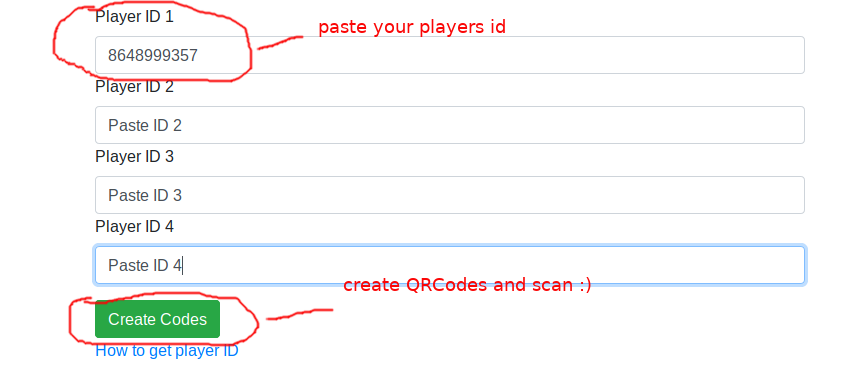 Player ID 1
paste your players id
8648999357
Player ID 2
Paste ID 2
Player ID 3
Paste ID 3
Player ID 4
Paste ID 4
create QRCodes and scan :)
Create Codes
How to get player ID